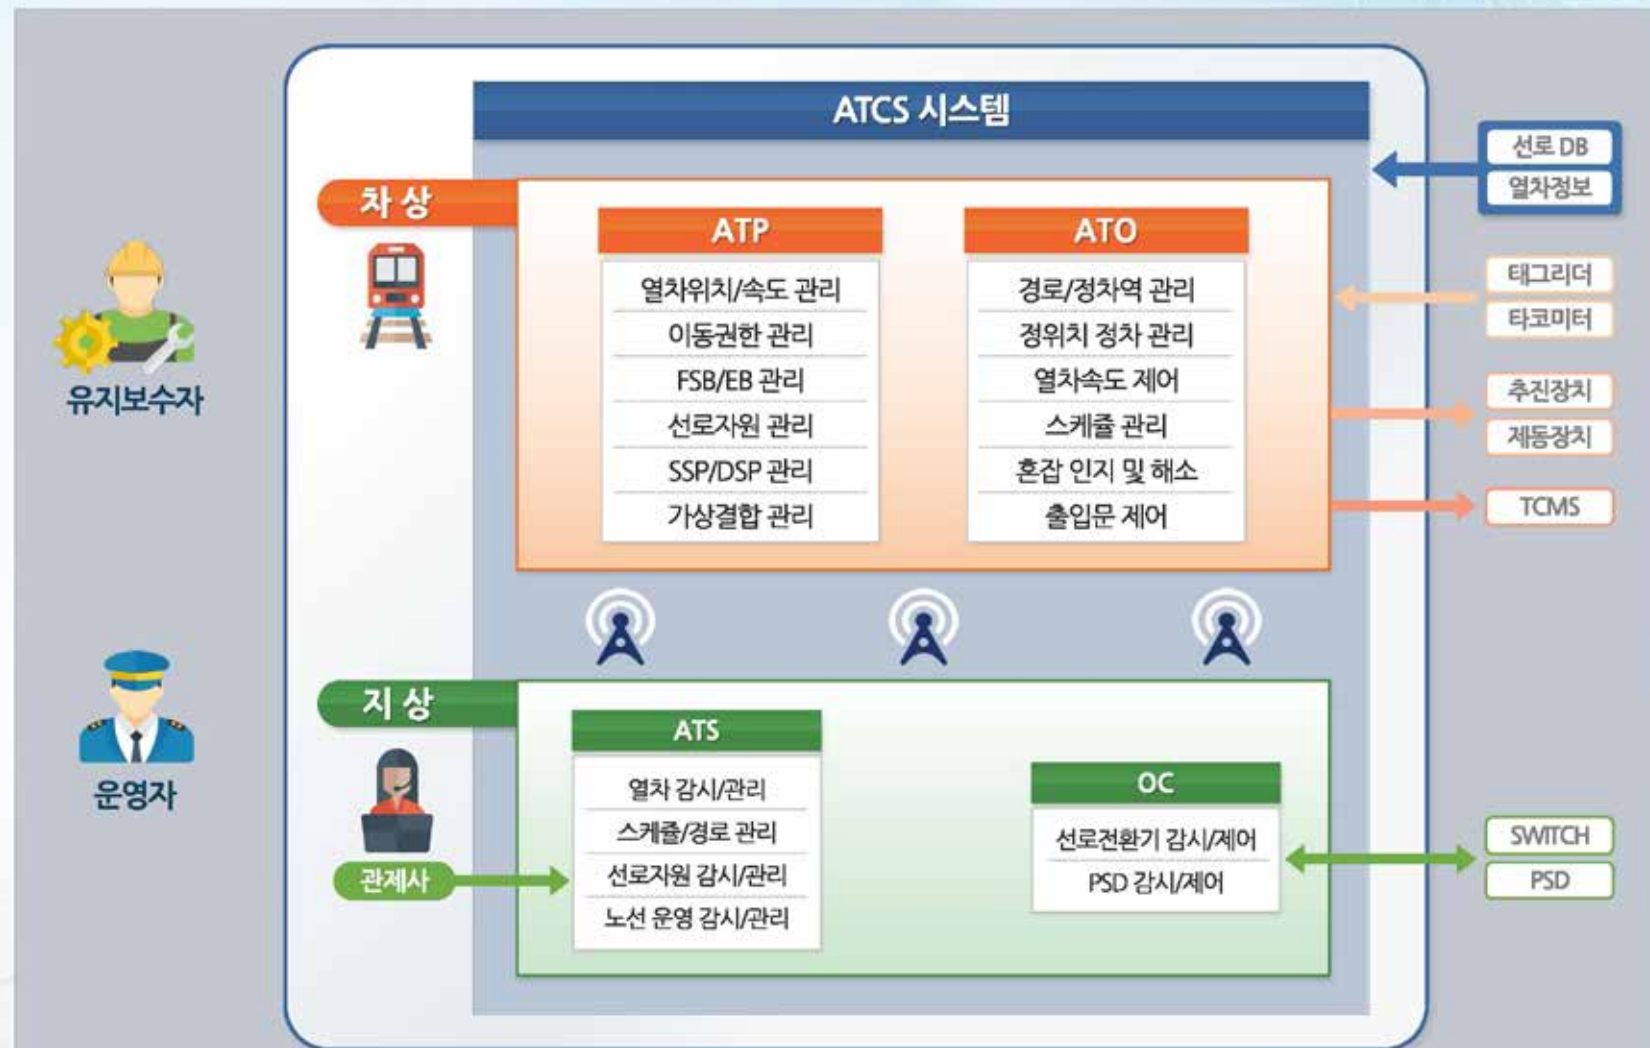 ATCS 시스템
선로 DB
열차정보
차 상
ATP
열차위치/속도 관리
이동권한 관리
FSB/EB 관리
선로자원 관리
SSP/DSP 관리
가상결합 관리
ATO
경로/정차역 관리
정위치 정차 관리
열차속도 제어
스케쥴 관리
혼잡 인지 및 해소
출입문 제어
태그리더
타코미터
추진장치
제동장치
TCMS
유지보수자
운영자
지 상
관제사
ATS
열차 감시/관리
스케쥴/경로 관리
선로자원 감시/관리
노선 운영 감시/관리
OC
선로전환기 감시/제어
PSD 감시/제어
SWITCH
PSD